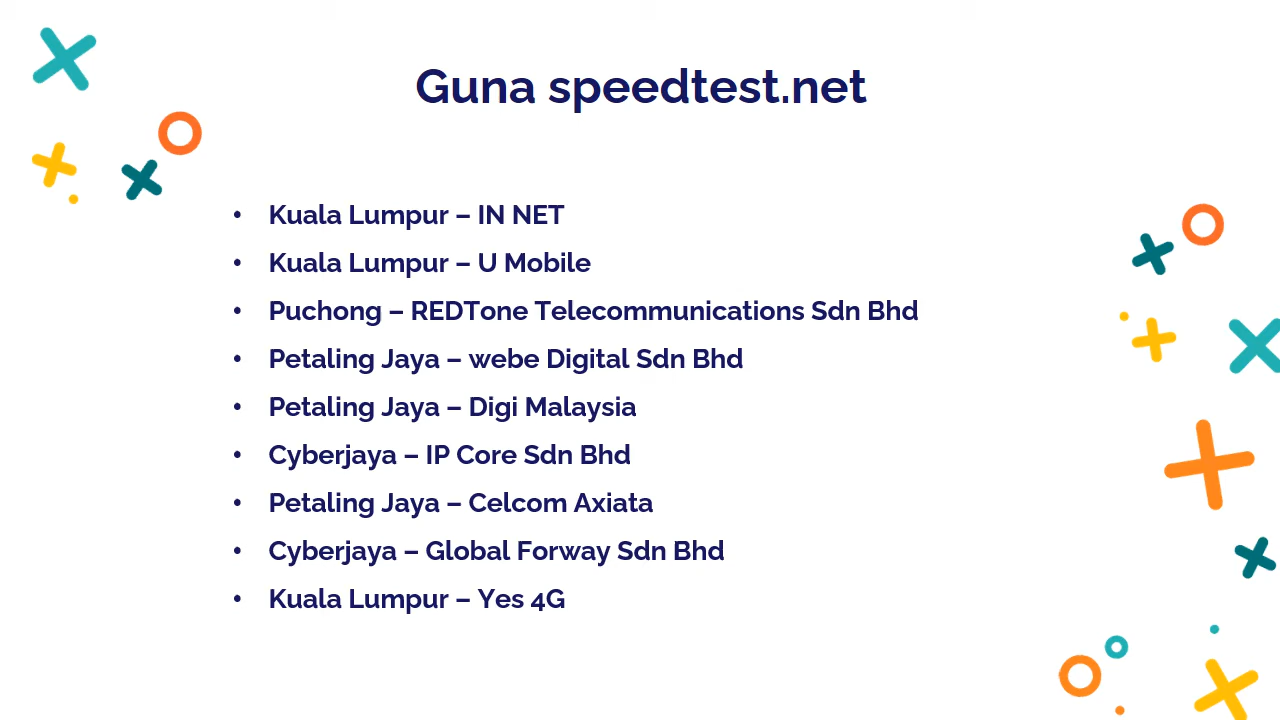 Guna speedtest.net
• Kuala Lumpur – IN NET
• Kuala Lumpur – U Mobile
• Puchong – REDTone Telecommunications Sdn Bhd
• Petaling Jaya – webe Digital Sdn Bhd
• Petaling Jaya – Digi Malaysia
• Cyberjaya – IP Core Sdn Bhd
• Petaling Jaya – Celcom Axiata
• Cyberjaya – Global Forway Sdn Bhd
• Kuala Lumpur – Yes 4G